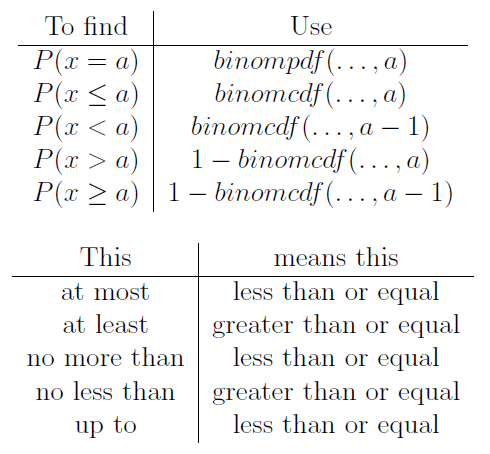 To find Use
P(x = a) binompdf(. . . , a)
P(x ≤ a) binomcdf(. . . , a)
P(x < a) binomcdf(. . . , a − 1)
P(x > a) 1 − binomcdf(. . . , a)
P(x ≥ a) 1 − binomcdf(. . . , a − 1)
This means this
at most less than or equal
at least greater than or equal
no more than less than or equal
no less than greater than or equal
up to less than or equal